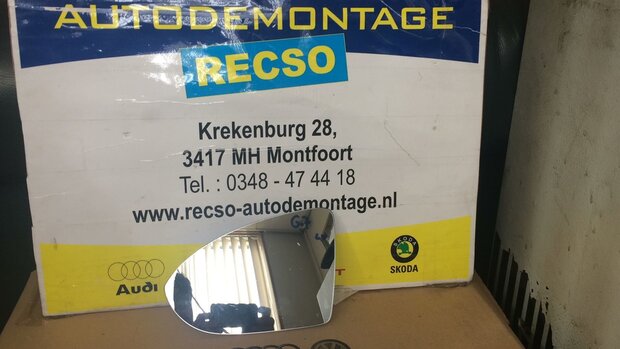 AUTODEMONTAGE
RECSO
Krekenburg 28,
3417 MH Montfoort
Tel. : 0348 - 47 44 18
www.recso-autodemontage.nl
Audi
SKODA